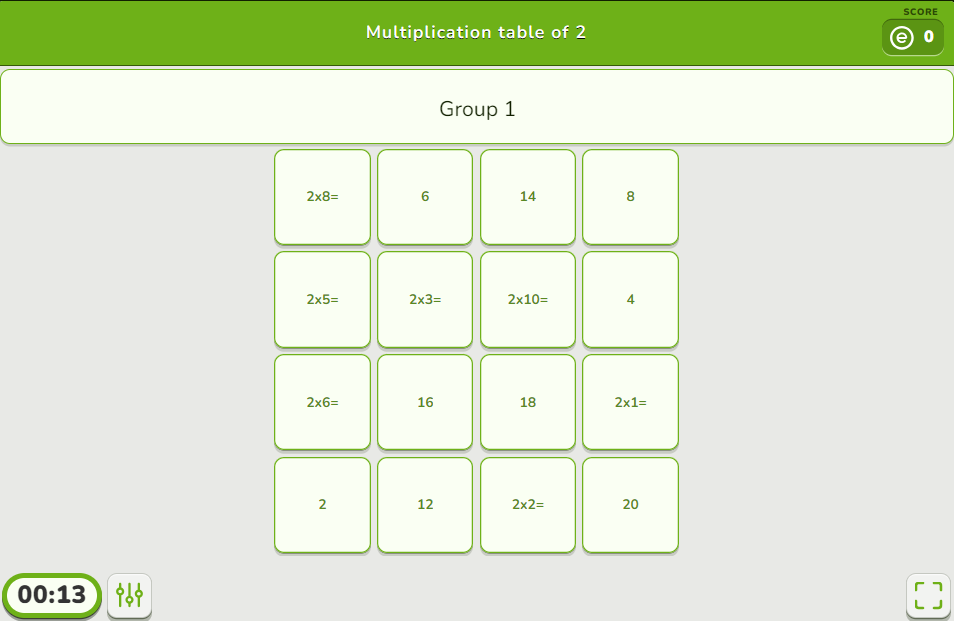 Multiplication table of 2
SCORE
e 0
Group 1
2x8= 6 14 8
2x5= 2x3= 2x10= 4
2x6= 16 18 2x1=
2 12 2x2= 20
00:13